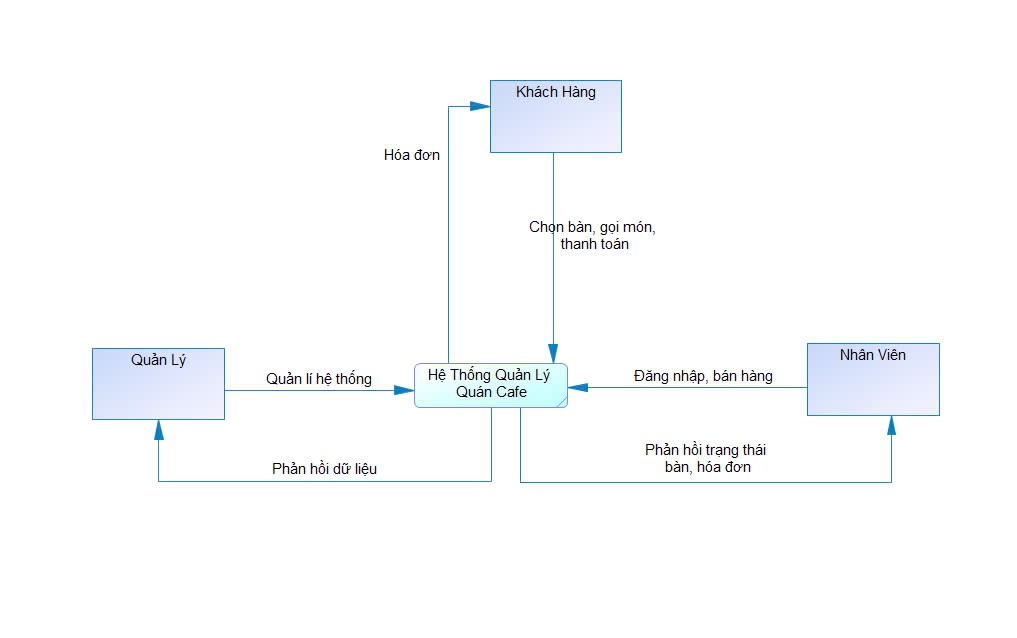 Khách Hàng
Hóa đơn
Chọn bàn, gọi món,
thanh toán
Quản Lý
Quản lí hệ thống
Hệ Thống Quản Lý
Quán Cafe
Đăng nhập, bán hàng
Nhân Viên
Phản hồi dữ liệu
Phản hồi trạng thái
bàn, hóa đơn